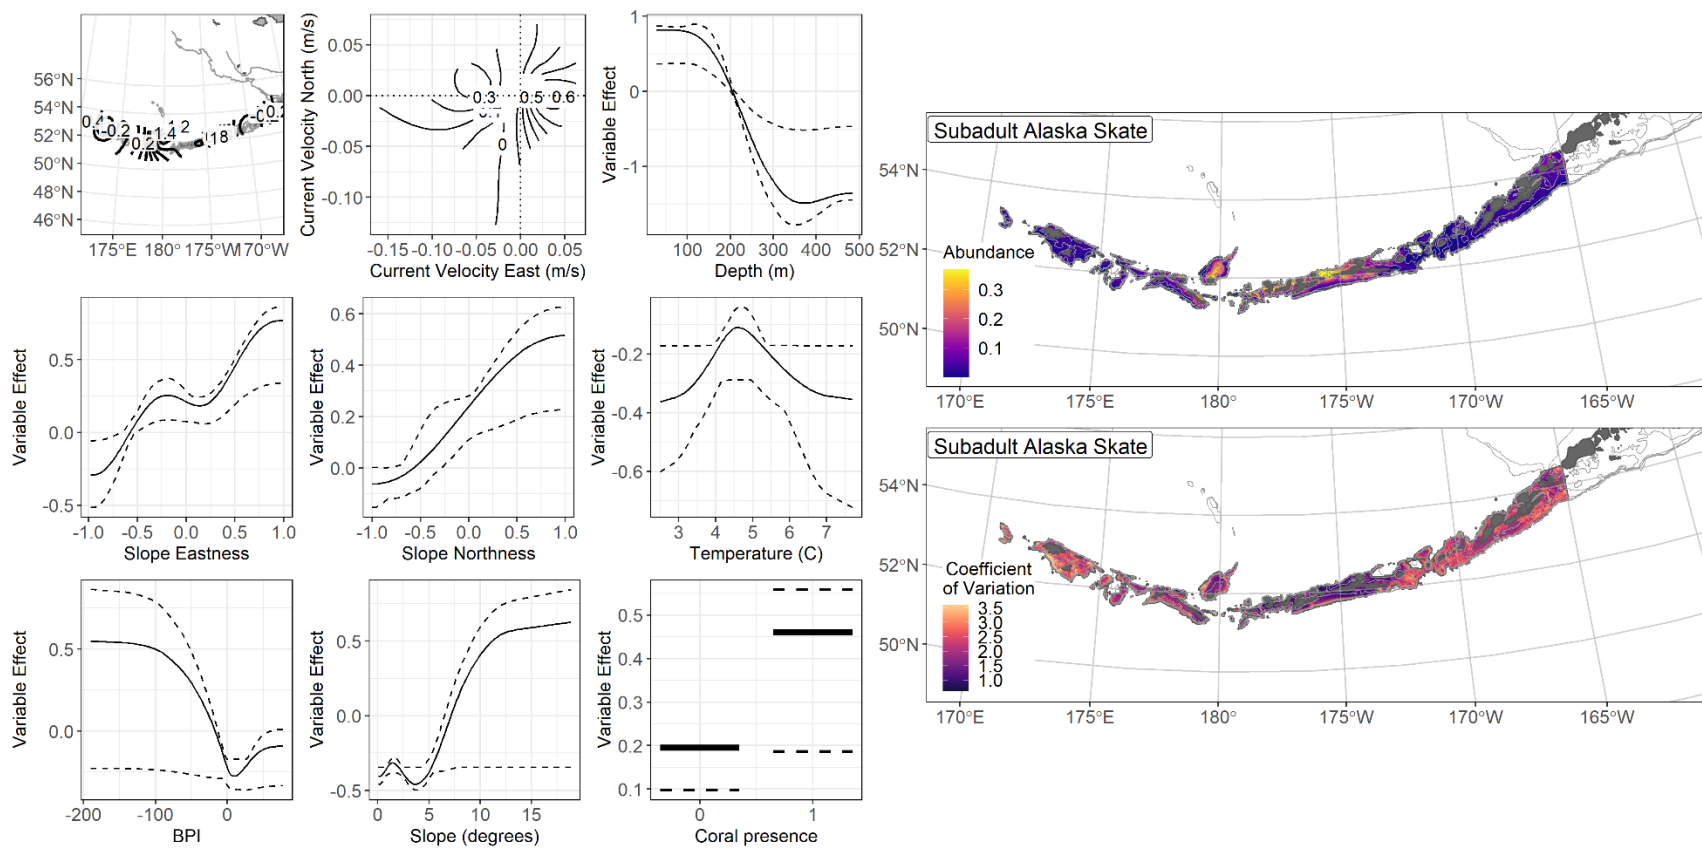 56°N
54°N
52°N
50°N
48°N
46°N
0.4
-0.2
0.2
1.4
2
18
175°E
180°
175°W
170°W
Current Velocity North (m/s)
0.05
0.00
-0.05
-0.10
0.3
0.5
0.6
0
-0.15
-0.10
-0.05
0.00
0.05
Current Velocity East (m/s)
Variable Effect
1
0
-1
100
200
300
400
500
Depth (m)
Variable Effect
0.5
0.0
-0.5
-1.0
-0.5
0.0
0.5
1.0
Slope Eastness
Variable Effect
0.6
0.4
0.2
0.0
-1.0
-0.5
0.0
0.5
1.0
Slope Northness
Variable Effect
-0.2
-0.4
-0.6
3
4
5
6
7
Temperature (C)
Variable Effect
0.5
0.0
-200
-100
0
BPI
Variable Effect
0.5
0.0
-0.5
0
5
10
15
Slope (degrees)
Variable Effect
0.5
0.4
0.3
0.2
0.1
0
1
Coral presence
Subadult Alaska Skate
54°N
52°N
50°N
Abundance
0.3
0.2
0.1
170°E
175°E
180°
175°W
170°W
165°W
Subadult Alaska Skate
54°N
52°N
50°N
Coefficient
of Variation
3.5
3.0
2.5
2.0
1.5
1.0
170°E
175°E
180°
175°W
170°W
165°W